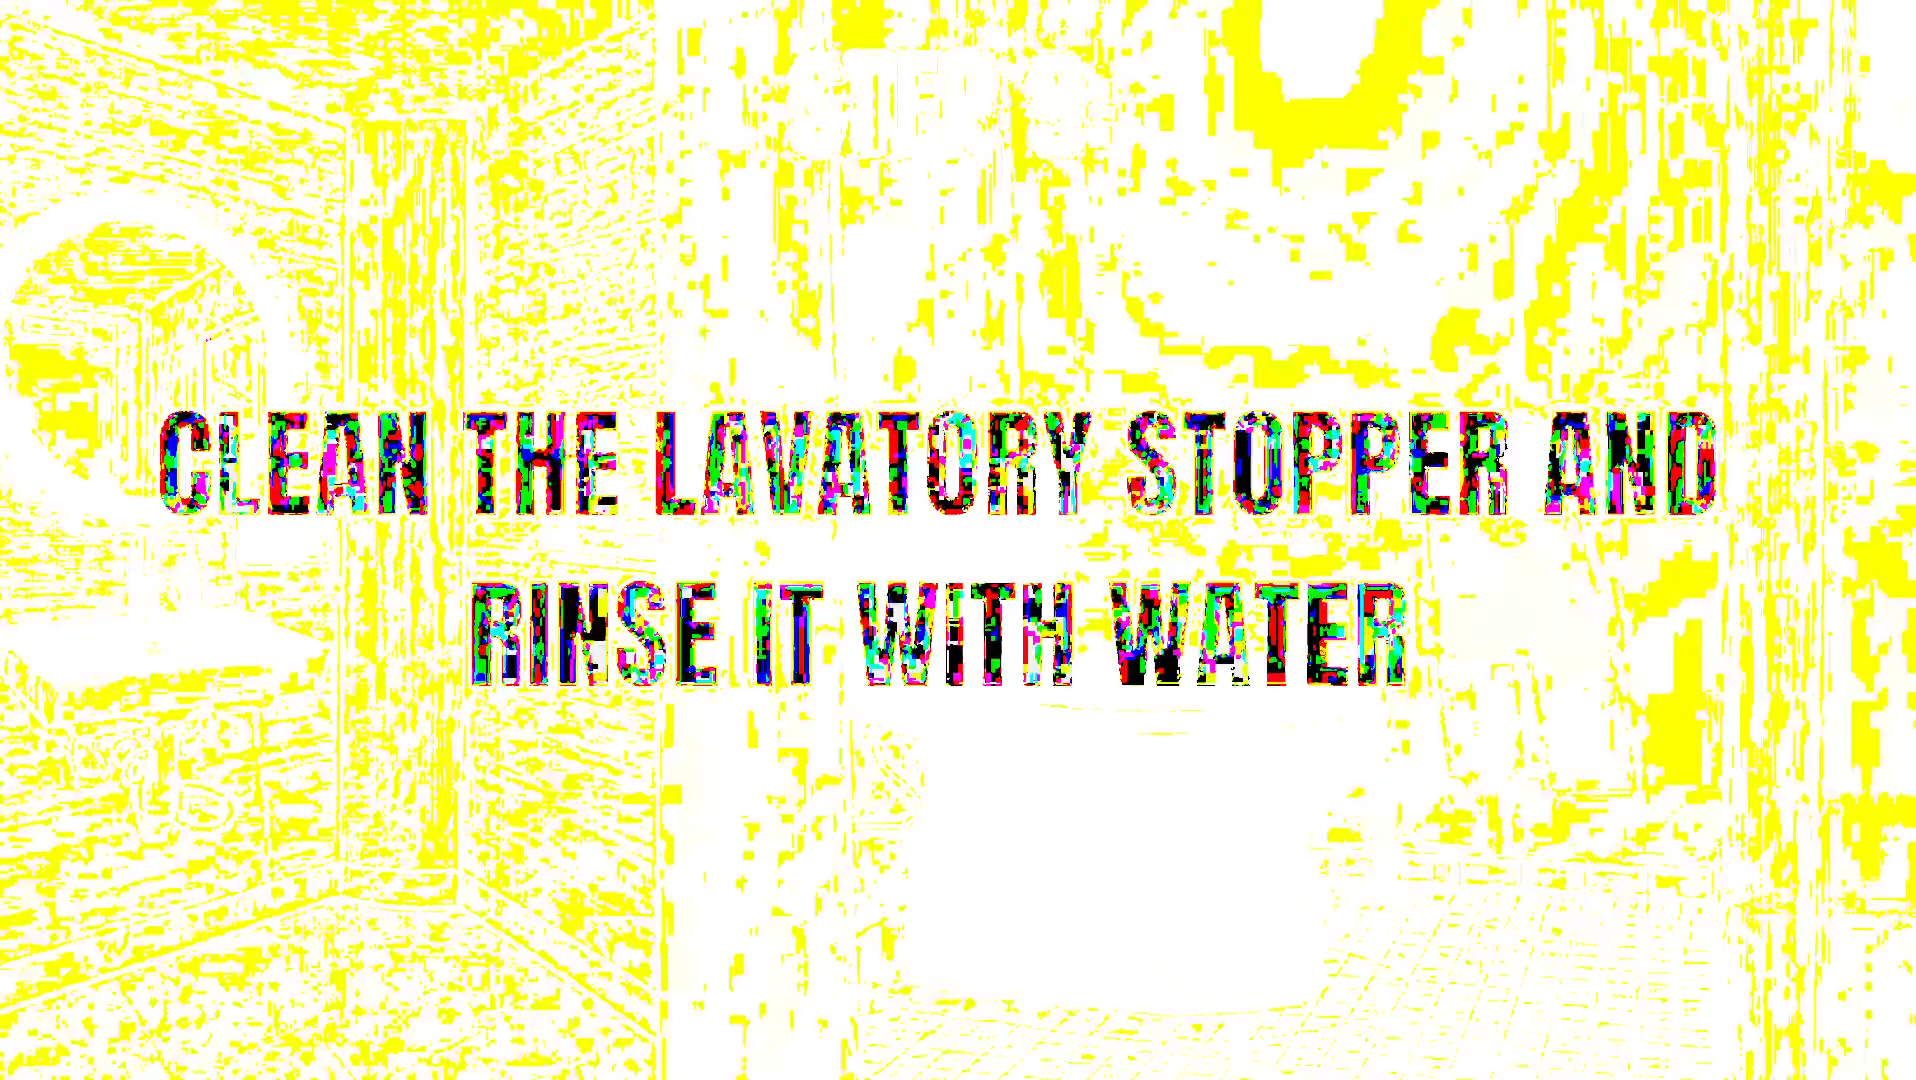 CLEAN THE LAVATORY STOPPER AND
RINSE IT WITH WATER